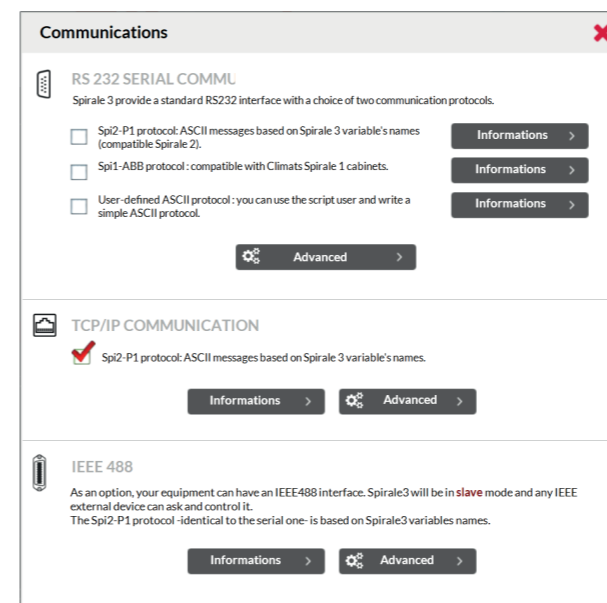 Communications
RS 232 SERIAL COMMU
Spirale 3 provide a standard RS232 interface with a choice of two communication protocols.
Spi2-P1 protocol: ASCII messages based on Spirale 3 variable's names
(compatible Spirale 2).
Informations
Spi1-ABB protocol : compatible with Climats Spirale 1 cabinets.
Informations
User-defined ASCII protocol : you can use the script user and write a
simple ASCII protocol.
Informations
Advanced
TCP/IP COMMUNICATION
Spi2-P1 protocol: ASCII messages based on Spirale 3 variable's names.
Informations
Advanced
IEEE 488
As an option, your equipment can have an IEEE488 interface. Spirale3 will be in slave mode and any IEEE
external device can ask and control it.
The Spi2-P1 protocol -identical to the serial one- is based on Spirale3 variables names.
Informations
Advanced